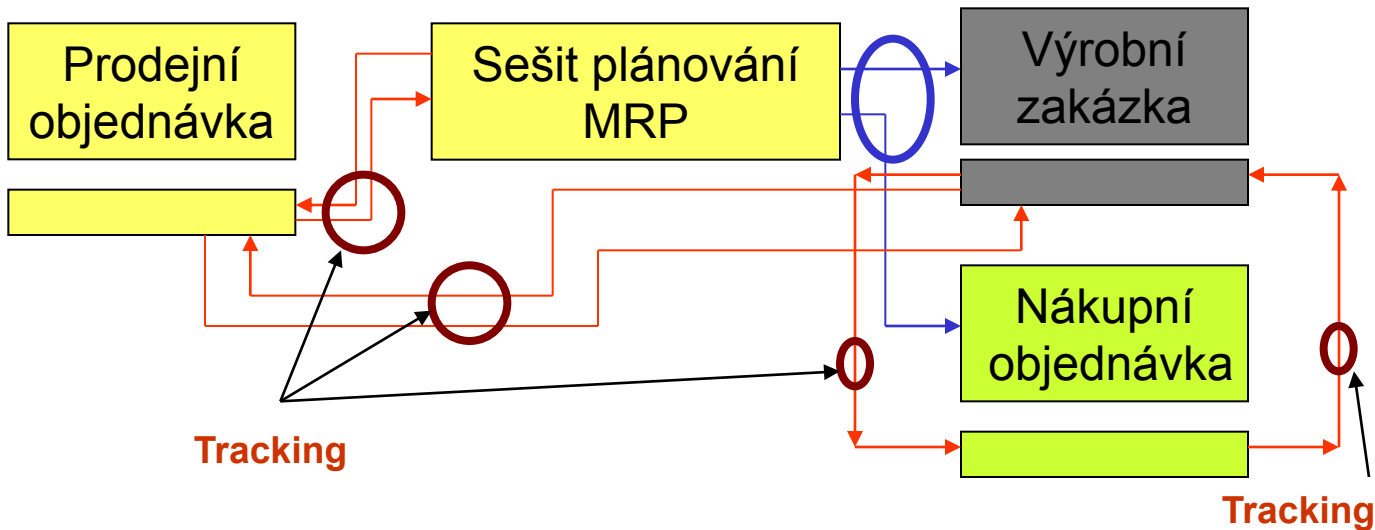 Prodejní
objednávka
Sešit plánování
MRP
Výrobní
zakázka
Nákupní
objednávka
Tracking
Tracking